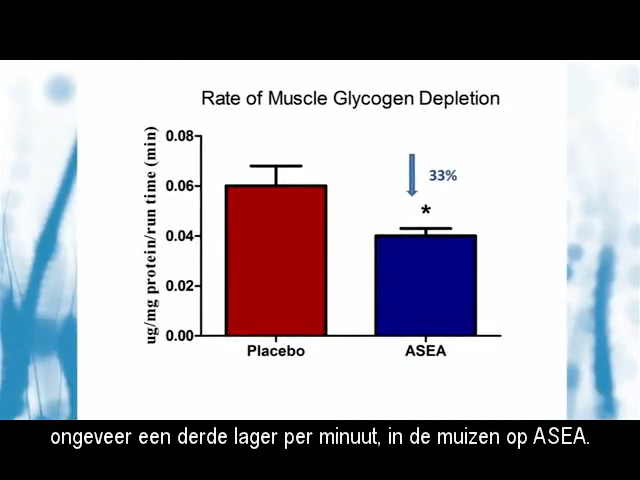 Rate of Muscle Glycogen Depletion
ug/mg protein/run time (min)
0.08
0.06
0.04
0.02
0.00
33%
*
Placebo
ASEA
ongeveer een derde lager per minuut, in de muizen op ASEA.